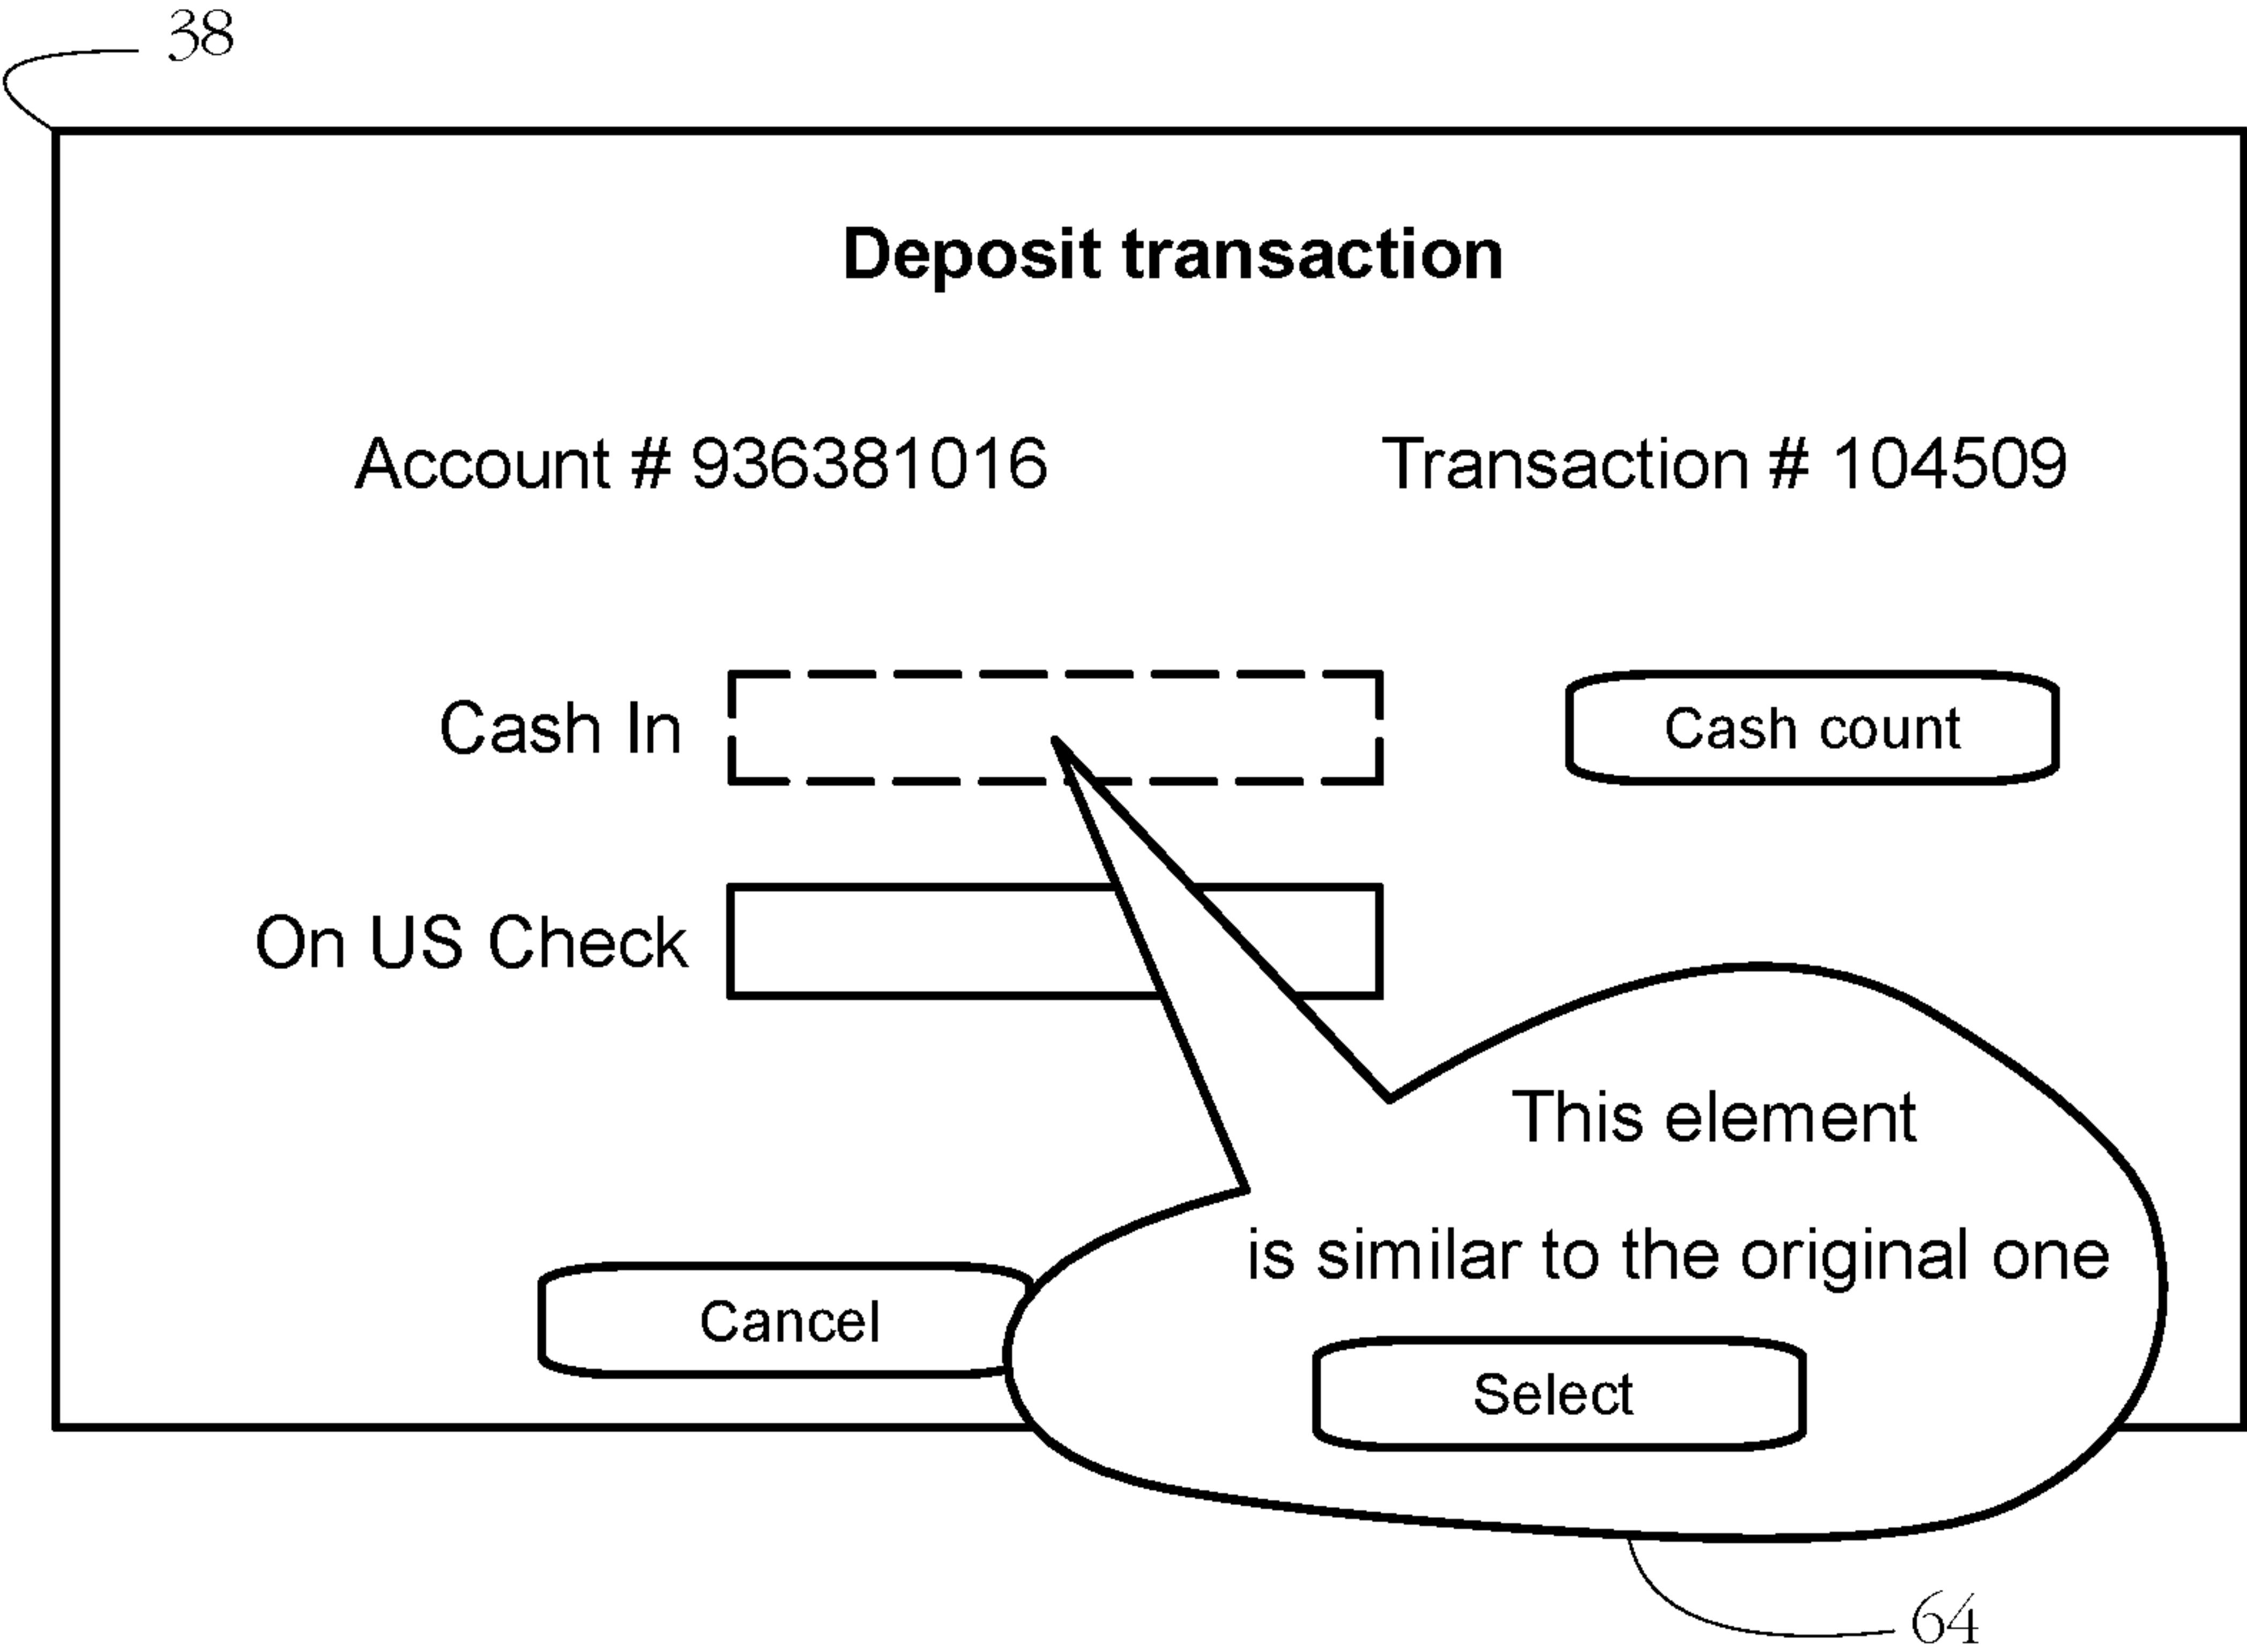 38
Deposit transaction
Account # 936381016 Transaction # 104509
Cash In Cash count
On US Check
This element
is similar to the original one
Cancel
Select
64